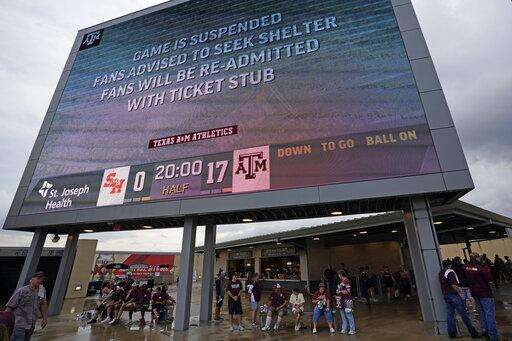 ATM
GAME IS SUSPENDED
FANS ADVISED TO SEEK SHELTER
FANS WILL BE RE-ADMITTED
WITH TICKET STUB
TEXAS A&M ATHLETICS
St. Joseph Health
SH 0 20:00 17 ATM DOWN TO GO BALL ON
HALF